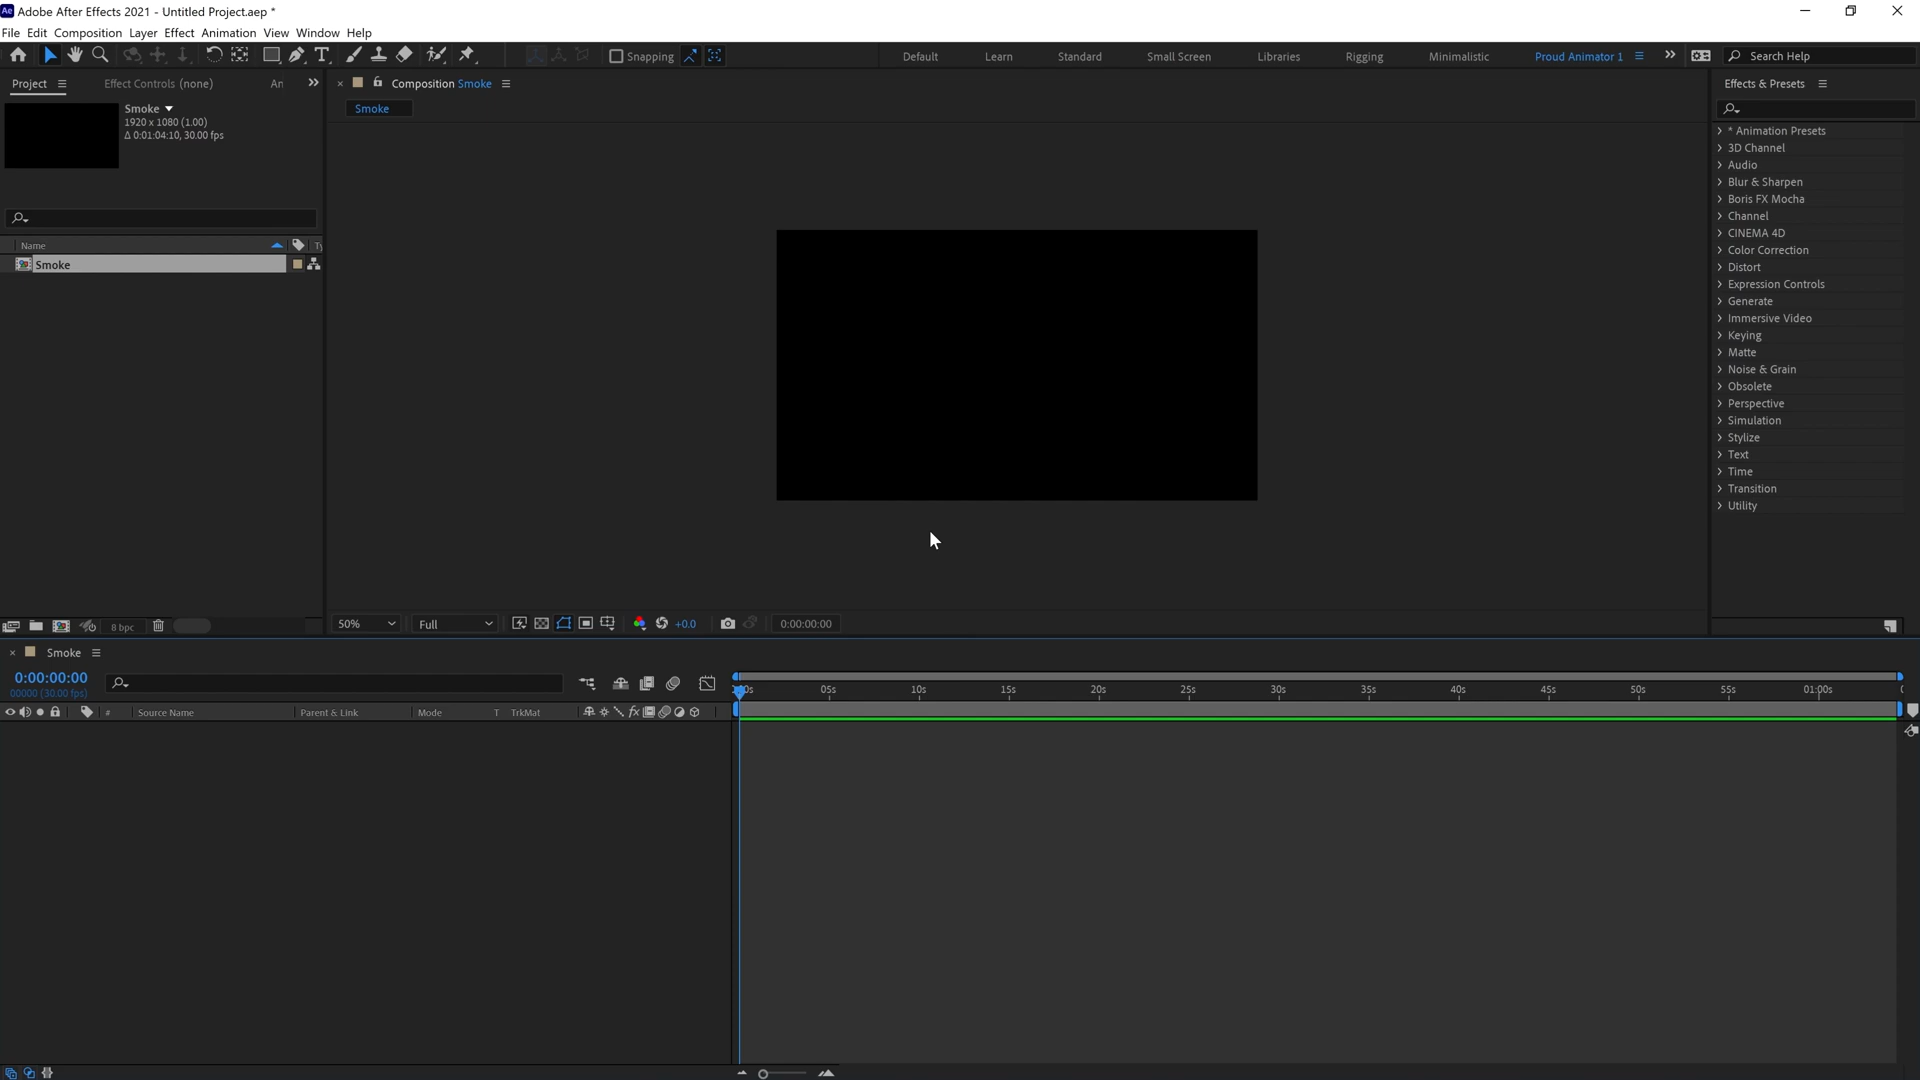 Ae Adobe After Effects 2021 - Untitled Project.aep *
File Edit Composition Layer Effect Animation View Window Help
Snapping Default Learn Standard Small Screen Libraries Rigging Minimalistic Proud Animator 1 Search Help
Project Effect Controls (none) An
Composition Smoke
Effects & Presets
Smoke
1920 x 1080 (1.00)
Δ 0:01:04:10, 30.00 fps
Smoke
Name Ty
Smoke
* Animation Presets
3D Channel
Audio
Blur & Sharpen
Boris FX Mocha
Channel
CINEMA 4D
Color Correction
Distort
Expression Controls
Generate
Immersive Video
Keying
Matte
Noise & Grain
Obsolete
Perspective
Simulation
Stylize
Text
Time
Transition
Utility
8 bpc
50% Full +0.0 0:00:00:00
Smoke
0:00:00:00
00000 (30.00 fps)
05s 10s 15s 20s 25s 30s 35s 40s 45s 50s 55s 01:00s
# Source Name Parent & Link Mode T TrkMat